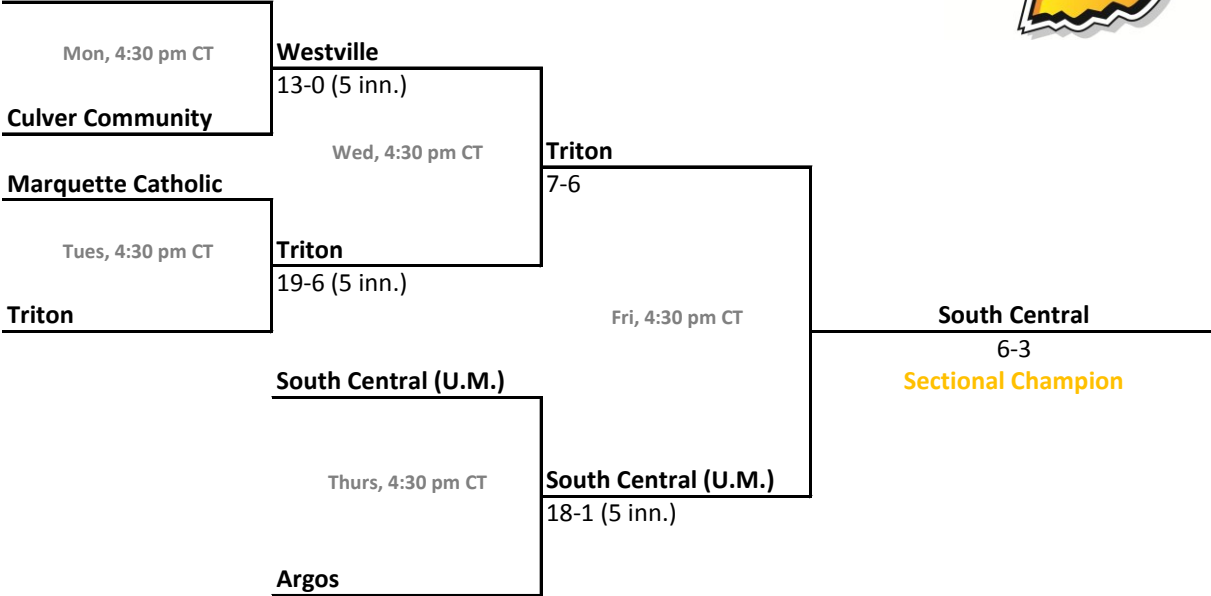 Mon, 4:30 pm CT
Westville
13-0 (5 inn.)
Culver Community
Wed, 4:30 pm CT
Triton
7-6
Marquette Catholic
Tues, 4:30 pm CT
Triton
19-6 (5 inn.)
Triton
Fri, 4:30 pm CT
South Central
6-3
Sectional Champion
South Central (U.M.)
Thurs, 4:30 pm CT
South Central (U.M.)
18-1 (5 inn.)
Argos